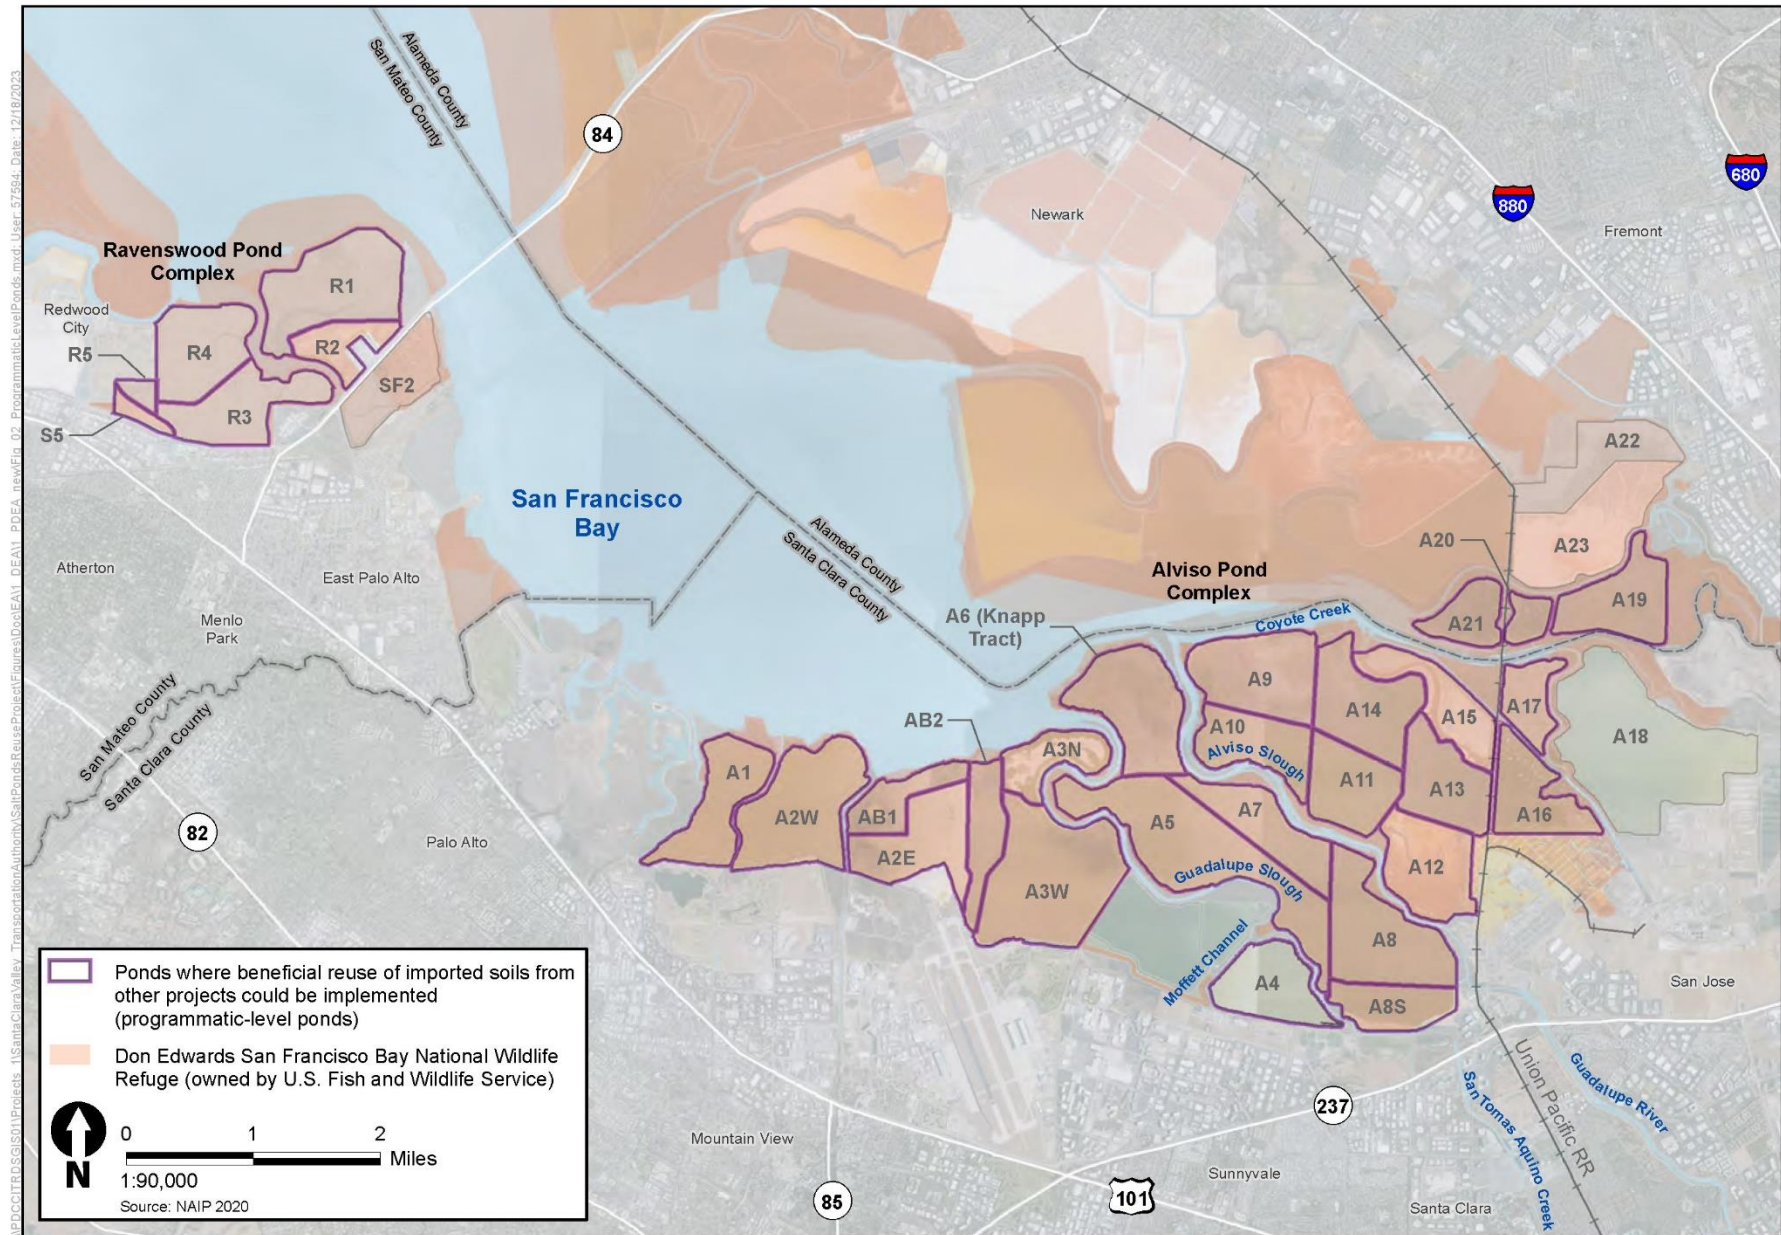 Alameda County
San Mateo County
84
680
880
Newark
Fremont
Ravenswood Pond
Complex
R1
Redwood
City
R2
R4
R5
SF2
R3
S5
A22
San Francisco
Bay
Alameda County
Santa Clara County
A20
A23
Atherton
East Palo Alto
Alviso Pond
Complex
A19
Menlo
Park
A6 (Knapp
Tract)
Coyote Creek
A21
San Mateo County
Santa Clara County
A9
A17
A14
A15
AB2
A10
A18
A3N
Alviso Slough
A1
A11
A13
A2W
AB1
A7
A5
A16
82
Palo Alto
A2E
A12
A3W
Guadalupe Slough
A8
Moffett Channel
A4
A8S
San Jose
Ponds where beneficial reuse of imported soils from
other projects could be implemented
(programmatic-level ponds)
Don Edwards San Francisco Bay National Wildlife
Refuge (owned by U.S. Fish and Wildlife Service)
N
0 1 2
Miles
1:90,000
Source: NAIP 2020
Union Pacific RR
Guadalupe River
San Tomas Aquino Creek
237
Mountain View
Sunnyvale
85
101
Santa Clara